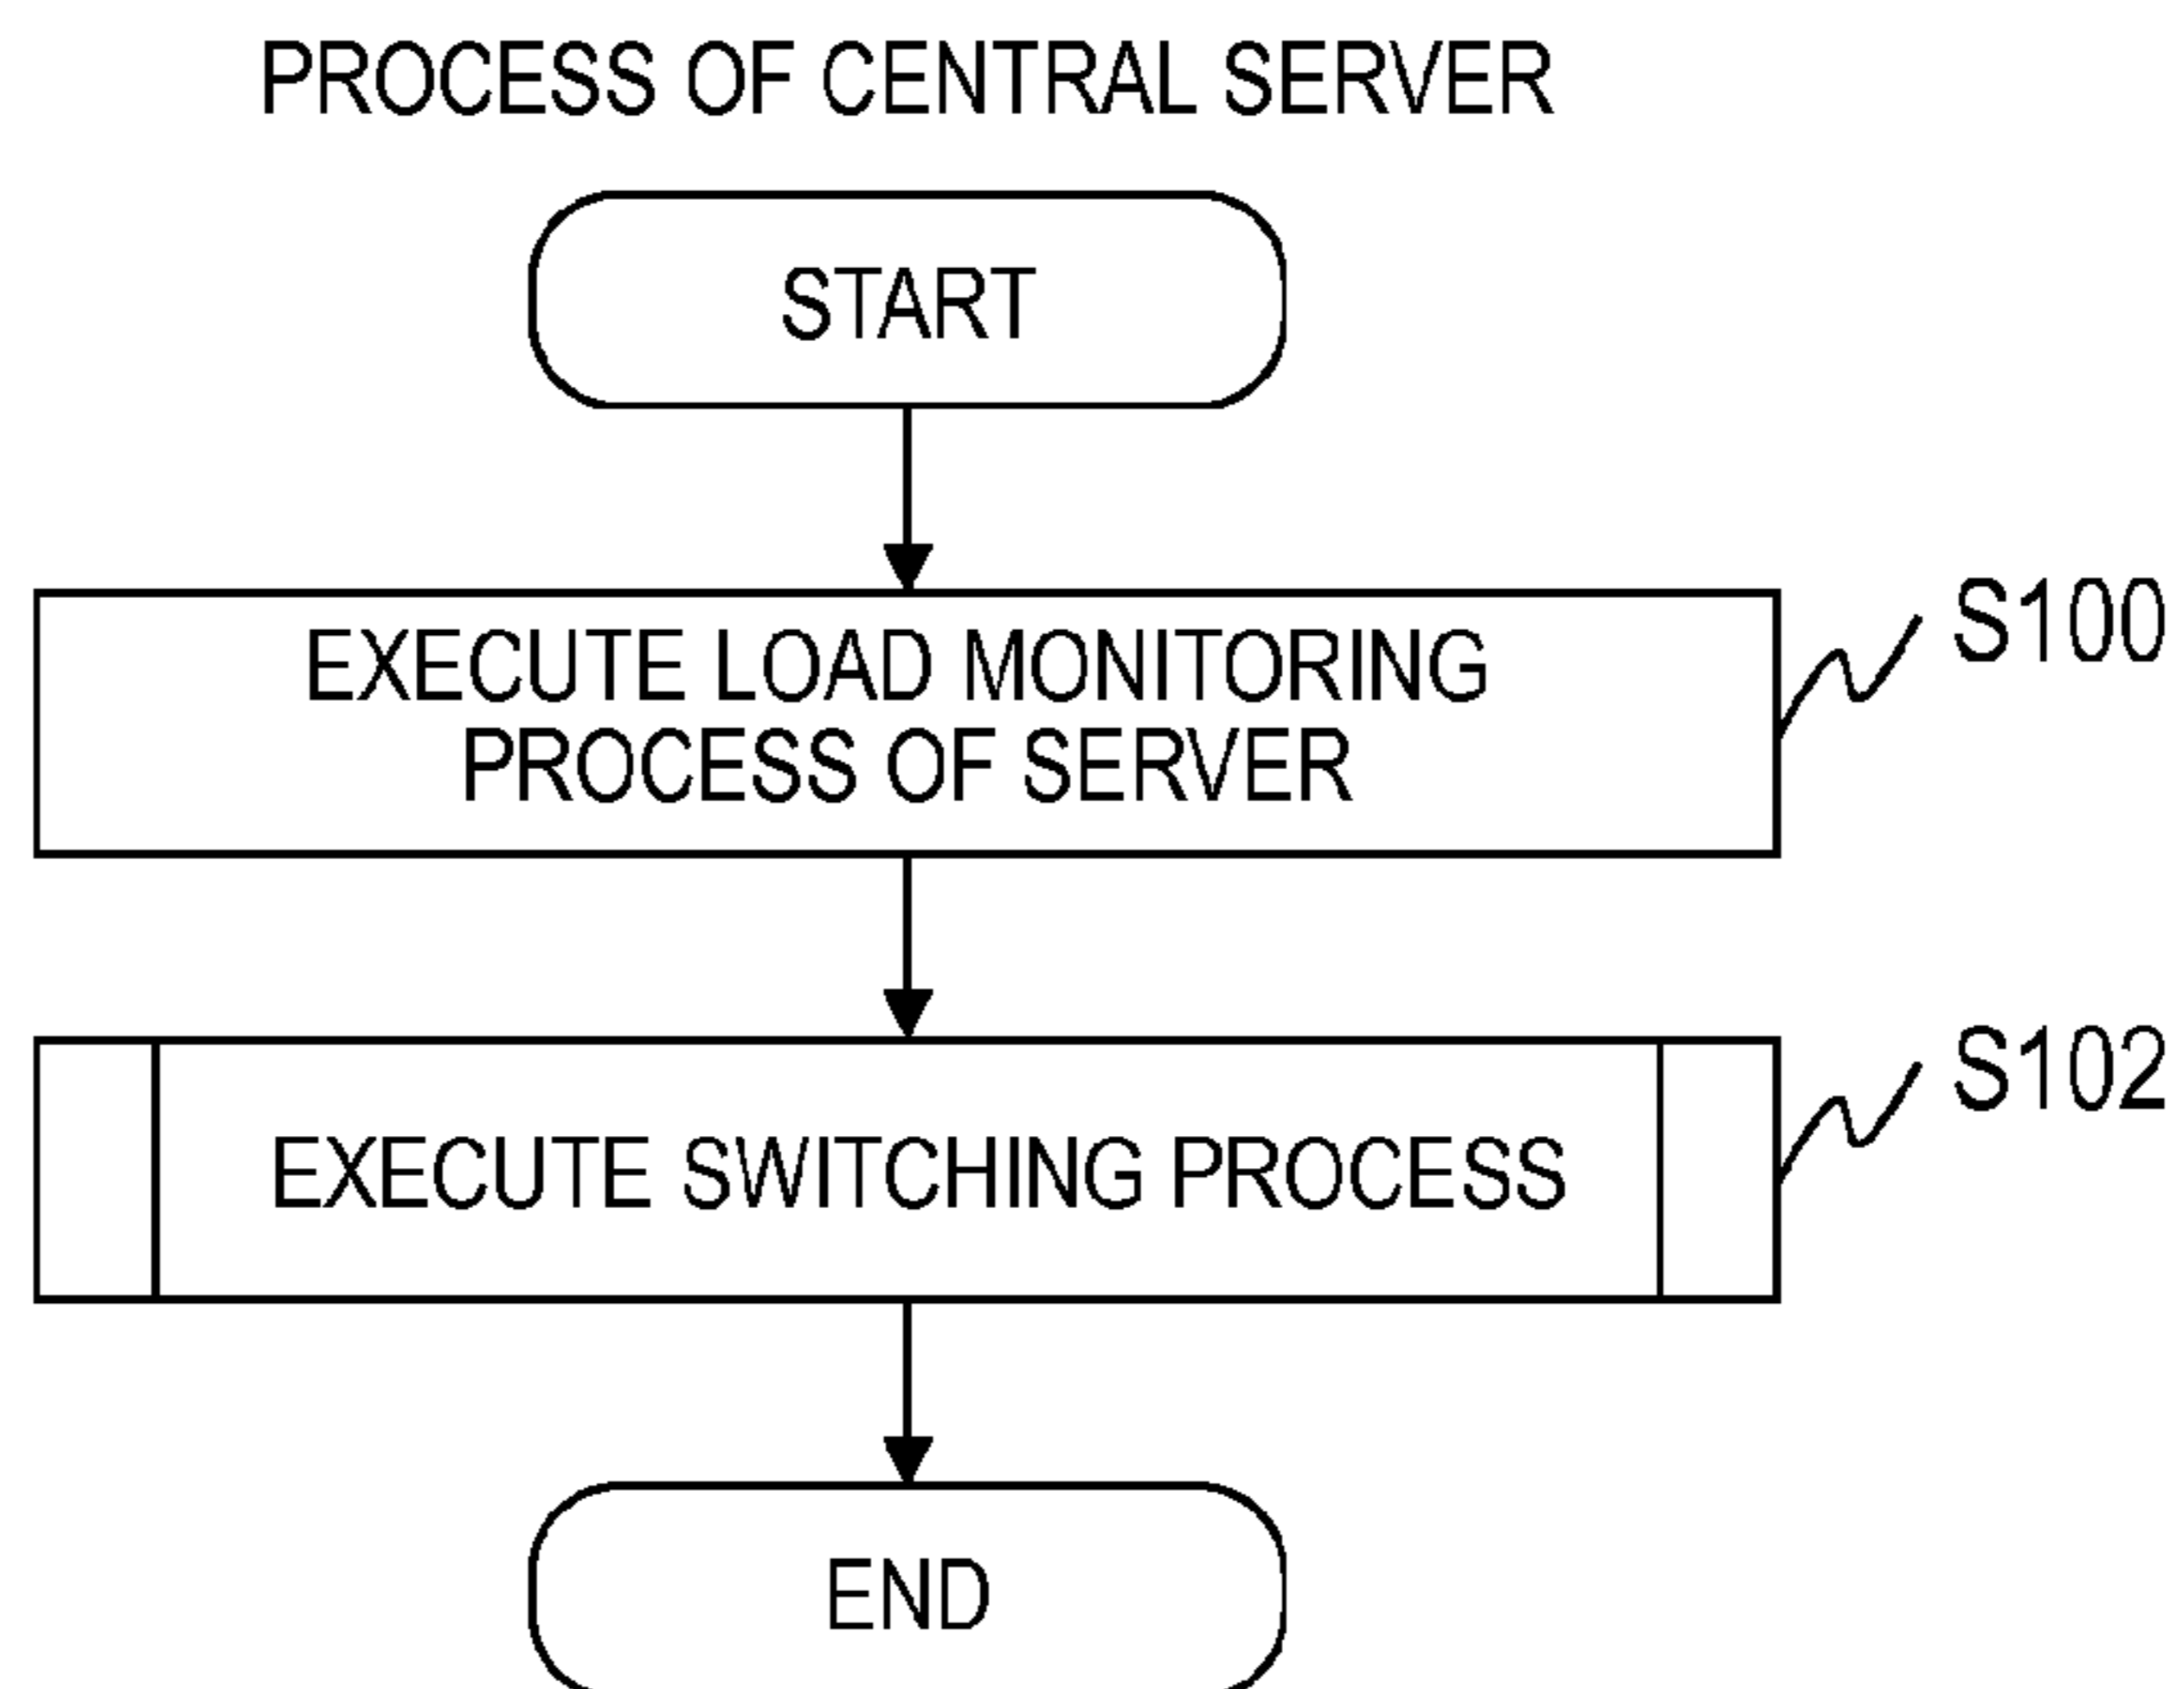 PROCESS OF CENTRAL SERVER
START
EXECUTE LOAD MONITORING
PROCESS OF SERVER
S100
EXECUTE SWITCHING PROCESS
S102
END